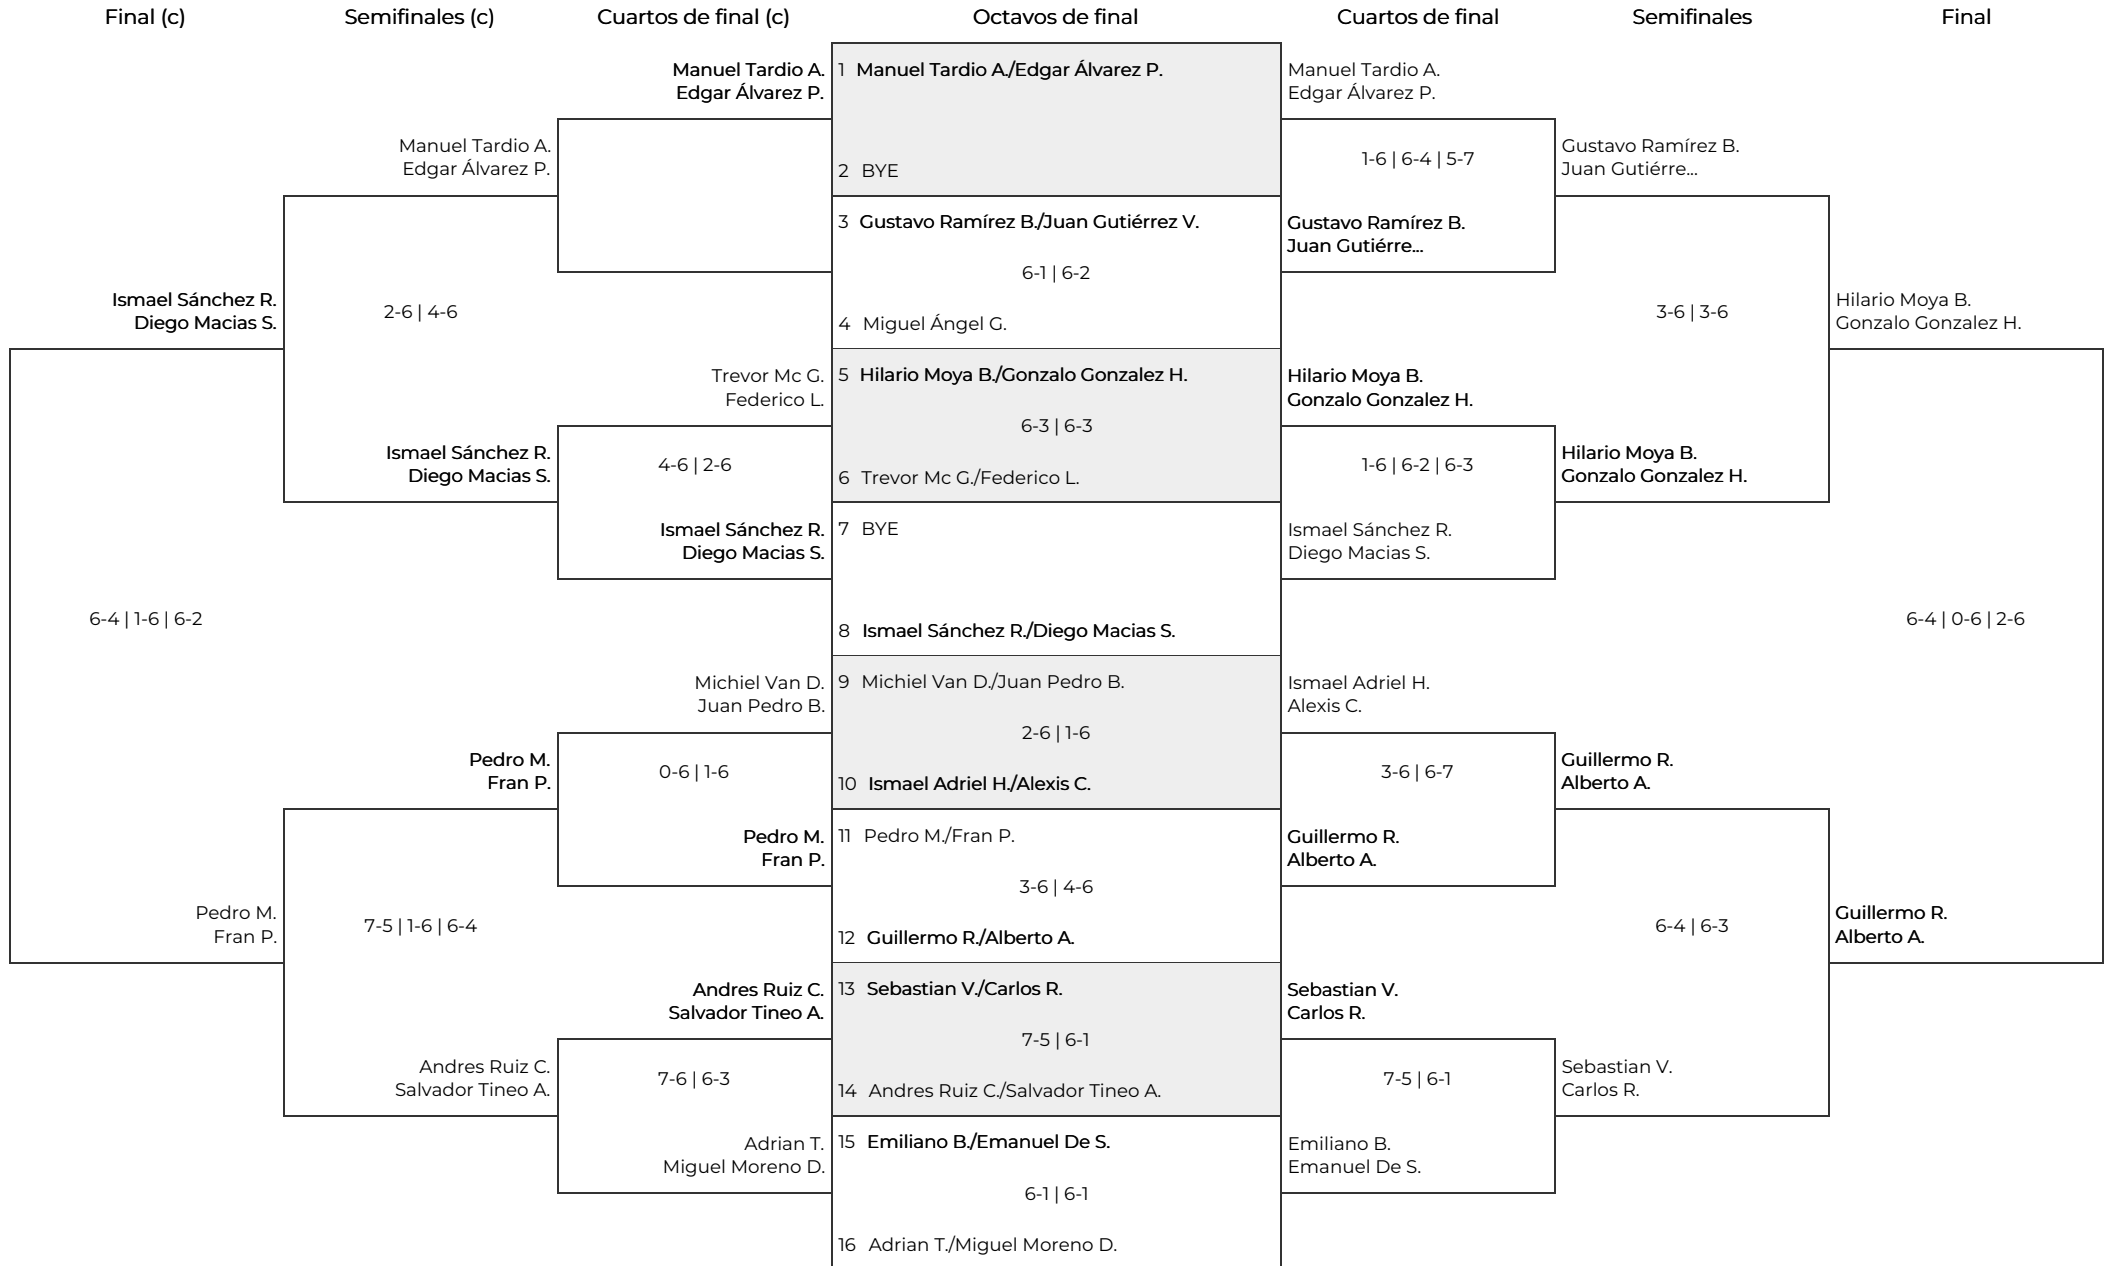 Final (c)
Semifinales (c)
Cuartos de final (c)
Octavos de final
Cuartos de final
Semifinales
Final
Ismael Sánchez R.
Diego Macias S.
6-4 | 1-6 | 6-2
Pedro M.
Fran P.
Manuel Tardio A.
Edgar Álvarez P.
2-6 | 4-6
Ismael Sánchez R.
Diego Macias S.
Pedro M.
Fran P.
7-5 | 1-6 | 6-4
Andres Ruiz C.
Salvador Tineo A.
Manuel Tardio A.
Edgar Álvarez P.
Trevor Mc G.
Federico L.
4-6 | 2-6
Ismael Sánchez R.
Diego Macias S.
Michiel Van D.
Juan Pedro B.
0-6 | 1-6
Pedro M.
Fran P.
Andres Ruiz C.
Salvador Tineo A.
7-6 | 6-3
Adrian T.
Miguel Moreno D.
1 Manuel Tardio A./Edgar Álvarez P.
2 BYE
3 Gustavo Ramírez B./Juan Gutiérrez V.
6-1 | 6-2
4 Miguel Ángel G.
5 Hilario Moya B./Gonzalo Gonzalez H.
6-3 | 6-3
6 Trevor Mc G./Federico L.
7 BYE
8 Ismael Sánchez R./Diego Macias S.
9 Michiel Van D./Juan Pedro B.
2-6 | 1-6
10 Ismael Adriel H./Alexis C.
11 Pedro M./Fran P.
3-6 | 4-6
12 Guillermo R./Alberto A.
13 Sebastian V./Carlos R.
7-5 | 6-1
14 Andres Ruiz C./Salvador Tineo A.
15 Emiliano B./Emanuel De S.
6-1 | 6-1
16 Adrian T./Miguel Moreno D.
Manuel Tardio A.
Edgar Álvarez P.
1-6 | 6-4 | 5-7
Gustavo Ramírez B.
Juan Gutiérre...
Hilario Moya B.
Gonzalo Gonzalez H.
1-6 | 6-2 | 6-3
Ismael Sánchez R.
Diego Macias S.
Ismael Adriel H.
Alexis C.
3-6 | 6-7
Guillermo R.
Alberto A.
Sebastian V.
Carlos R.
7-5 | 6-1
Emiliano B.
Emanuel De S.
Gustavo Ramírez B.
Juan Gutiérre...
3-6 | 3-6
Hilario Moya B.
Gonzalo Gonzalez H.
Guillermo R.
Alberto A.
6-4 | 6-3
Sebastian V.
Carlos R.
Hilario Moya B.
Gonzalo Gonzalez H.
6-4 | 0-6 | 2-6
Guillermo R.
Alberto A.